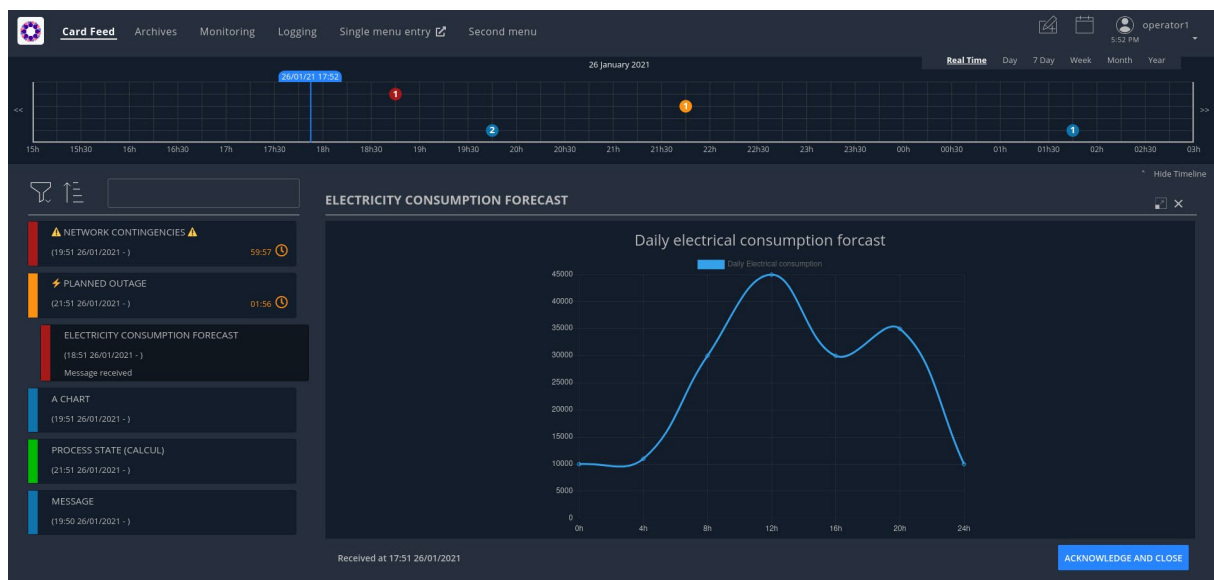 Card Feed Archives Monitoring Logging Single menu entry Second menu operator1
5:52 PM
26 January 2021 Real Time Day 7 Day Week Month Year
26/01/21 17:52
1
1
<< >>
2 1
15h 15h30 16h 16h30 17h 17h30 18h 18h30 19h 19h30 20h 20h30 21h 21h30 22h 22h30 23h 23h30 00h 00h30 01h 01h30 02h 02h30 03h
^ Hide Timeline
⚠ NETWORK CONTINGENCIES ⚠
(19:51 26/01/2021 - ) 59:57
⚡ PLANNED OUTAGE
(21:51 26/01/2021 - ) 01:56
ELECTRICITY CONSUMPTION FORECAST
(18:51 26/01/2021 - )
Message received
A CHART
(19:51 26/01/2021 - )
PROCESS STATE (CALCUL)
(21:51 26/01/2021 - )
MESSAGE
(19:50 26/01/2021 - )
ELECTRICITY CONSUMPTION FORECAST
Daily electrical consumption forcast
Daily Electrical consumption
45000
40000
35000
30000
25000
20000
15000
10000
5000
0
0h 4h 8h 12h 16h 20h 24h
Received at 17:51 26/01/2021 ACKNOWLEDGE AND CLOSE